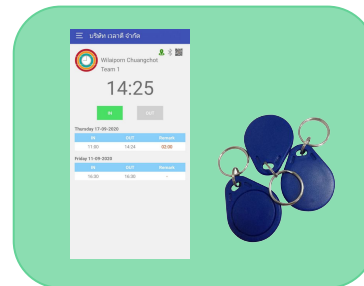 บริษัท เวลาดี จำกัด
Wilaiporn Chuangchot
Team 1
14:25
IN OUT
Thursday 17-09-2020
IN OUT Remark
11:00 14:24 03:00
Friday 11-09-2020
IN OUT Remark
16:00 16:00 -